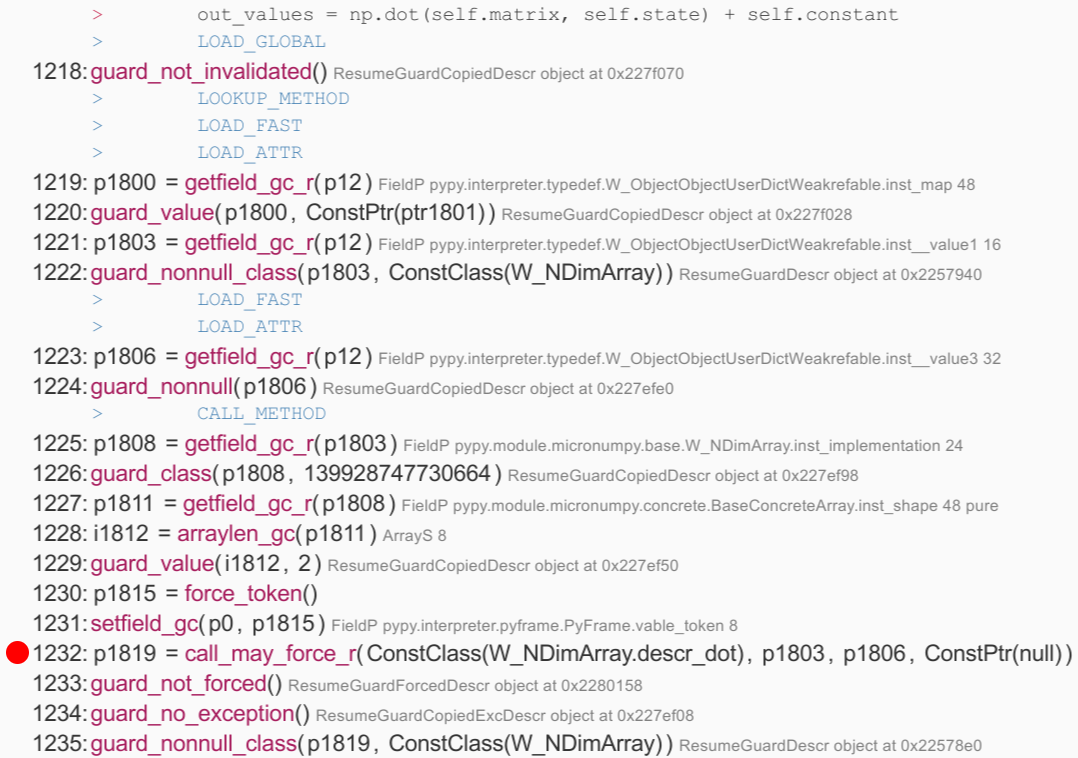 > out_values = np.dot(self.matrix, self.state) + self.constant
> LOAD_GLOBAL
1218: guard_not_invalidated() ResumeGuardCopiedDescr object at 0x227f070
> LOOKUP_METHOD
> LOAD_FAST
> LOAD_ATTR
1219: p1800 = getfield_gc_r(p12) FieldP pypy.interpreter.typedef.W_ObjectObjectUserDictWeakrefable.inst_map 48
1220: guard_value(p1800, ConstPtr(ptr1801)) ResumeGuardCopiedDescr object at 0x227f028
1221: p1803 = getfield_gc_r(p12) FieldP pypy.interpreter.typedef.W_ObjectObjectUserDictWeakrefable.inst__value1 16
1222: guard_nonnull_class(p1803, ConstClass(W_NDimArray)) ResumeGuardDescr object at 0x2257940
> LOAD_FAST
> LOAD_ATTR
1223: p1806 = getfield_gc_r(p12) FieldP pypy.interpreter.typedef.W_ObjectObjectUserDictWeakrefable.inst__value3 32
1224: guard_nonnull(p1806) ResumeGuardCopiedDescr object at 0x227efe0
> CALL_METHOD
1225: p1808 = getfield_gc_r(p1803) FieldP pypy.module.micronumpy.base.W_NDimArray.inst_implementation 24
1226: guard_class(p1808, 139928747730664) ResumeGuardCopiedDescr object at 0x227ef98
1227: p1811 = getfield_gc_r(p1808) FieldP pypy.module.micronumpy.concrete.BaseConcreteArray.inst_shape 48 pure
1228: i1812 = arraylen_gc(p1811) ArrayS 8
1229: guard_value(i1812, 2) ResumeGuardCopiedDescr object at 0x227ef50
1230: p1815 = force_token()
1231: setfield_gc(p0, p1815) FieldP pypy.interpreter.pyframe.PyFrame.vable_token 8
1232: p1819 = call_may_force_r(ConstClass(W_NDimArray.descr_dot), p1803, p1806, ConstPtr(null))
1233: guard_not_forced() ResumeGuardForcedDescr object at 0x2280158
1234: guard_no_exception() ResumeGuardCopiedExcDescr object at 0x227ef08
1235: guard_nonnull_class(p1819, ConstClass(W_NDimArray)) ResumeGuardDescr object at 0x22578e0